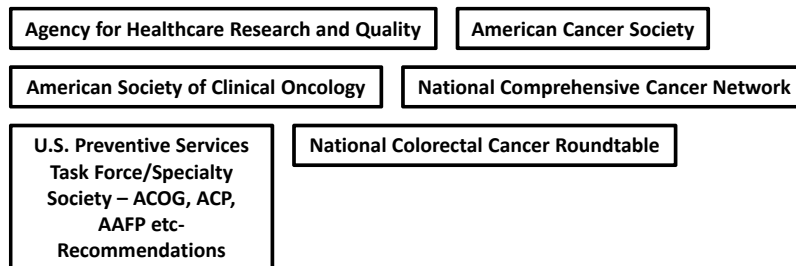 Agency for Healthcare Research and Quality
American Cancer Society
American Society of Clinical Oncology
National Comprehensive Cancer Network
U.S. Preventive Services
Task Force/Specialty
Society – ACOG, ACP,
AAFP etc-
Recommendations
National Colorectal Cancer Roundtable